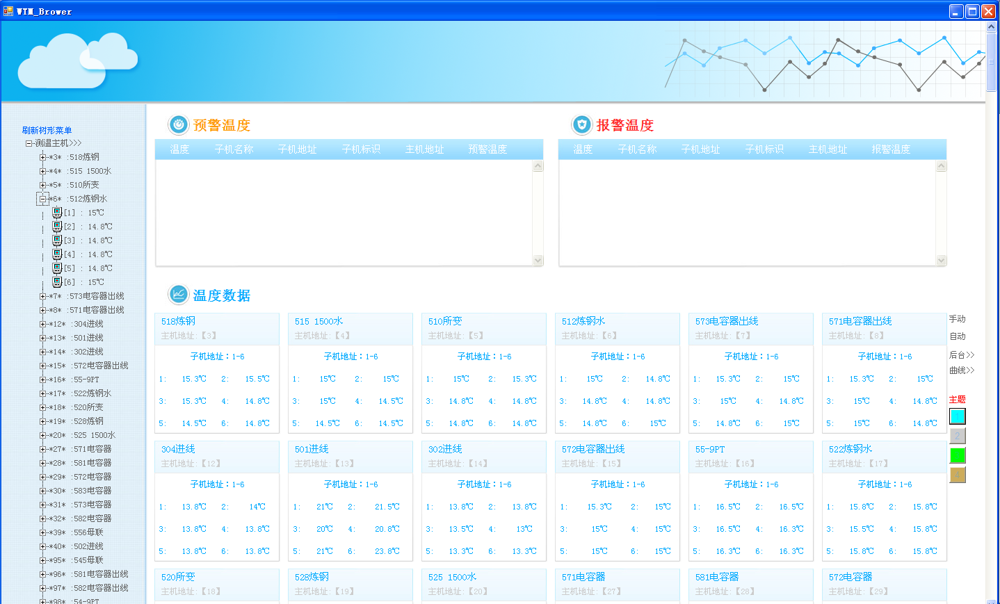 WTM_Brower
刷新树形菜单
测温主机>>>
*3* :518炼钢
*4* :515 1500水
*5* :510所变
*6* :512炼钢水
[1] : 15℃
[2] : 14.8℃
[3] : 14.8℃
[4] : 14.8℃
[5] : 14.8℃
[6] : 15℃
*7* :573电容器出线
*8* :571电容器出线
*12* :304进线
*13* :501进线
*14* :302进线
*15* :572电容器出线
*16* :55-9PT
*17* :522炼钢水
*18* :520所变
*19* :528炼钢
*20* :525 1500水
*27* :571电容器
*28* :581电容器
*29* :572电容器
*30* :583电容器
*31* :573电容器
*32* :582电容器
*39* :556母联
*40* :502进线
*95* :545母联
*96* :581电容器出线
*97* :582电容器出线
*98* :54-9PT
预警温度
温度 子机名称 子机地址 子机标识 主机地址 预警温度
报警温度
温度 子机名称 子机地址 子机标识 主机地址 报警温度
温度数据
518炼钢
主机地址:【3】
子机地址：1-6
1: 15.3℃ 2: 15.5℃
3: 15.3℃ 4: 14.8℃
5: 14.5℃ 6: 14.8℃
515 1500水
主机地址:【4】
子机地址：1-6
1: 15℃ 2: 15℃
3: 15℃ 4: 14.5℃
5: 14.5℃ 6: 14.5℃
510所变
主机地址:【5】
子机地址：1-6
1: 15℃ 2: 15.3℃
3: 14.8℃ 4: 14.8℃
5: 14.8℃ 6: 14.8℃
512炼钢水
主机地址:【6】
子机地址：1-6
1: 15℃ 2: 14.8℃
3: 14.8℃ 4: 14.8℃
5: 14.8℃ 6: 15℃
573电容器出线
主机地址:【7】
子机地址：1-6
1: 15.3℃ 2: 15℃
3: 15℃ 4: 14.8℃
5: 14.8℃ 6: 15℃
571电容器出线
主机地址:【8】
子机地址：1-6
1: 15.3℃ 2: 15℃
3: 15℃ 4: 14.8℃
5: 15℃ 6: 14.8℃
304进线
主机地址:【12】
子机地址：1-6
1: 13.8℃ 2: 14℃
3: 13.8℃ 4: 13.8℃
5: 13.8℃ 6: 13.8℃
501进线
主机地址:【13】
子机地址：1-6
1: 21℃ 2: 21.5℃
3: 20℃ 4: 20.8℃
5: 21℃ 6: 23.8℃
302进线
主机地址:【14】
子机地址：1-6
1: 13.8℃ 2: 13.8℃
3: 13.5℃ 4: 13℃
5: 13.3℃ 6: 13.3℃
572电容器出线
主机地址:【15】
子机地址：1-6
1: 15.3℃ 2: 15℃
3: 15℃ 4: 15℃
5: 15℃ 6: 15℃
55-9PT
主机地址:【16】
子机地址：1-6
1: 16.5℃ 2: 16.5℃
3: 16.5℃ 4: 16.3℃
5: 16.3℃ 6: 16.3℃
522炼钢水
主机地址:【17】
子机地址：1-6
1: 15.8℃ 2: 15.8℃
3: 15.5℃ 4: 15.8℃
5: 15.8℃ 6: 15.8℃
520所变
主机地址:【18】
528炼钢
主机地址:【19】
525 1500水
主机地址:【20】
571电容器
主机地址:【27】
581电容器
主机地址:【28】
572电容器
主机地址:【29】
手动
自动
后台>>
曲线>>
主题
2
4